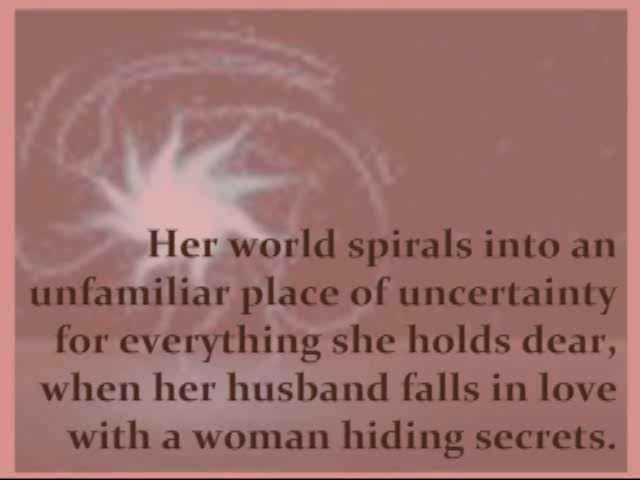 Her world spirals into an
unfamiliar place of uncertainty
for everything she holds dear,
when her husband falls in love
with a woman hiding secrets.